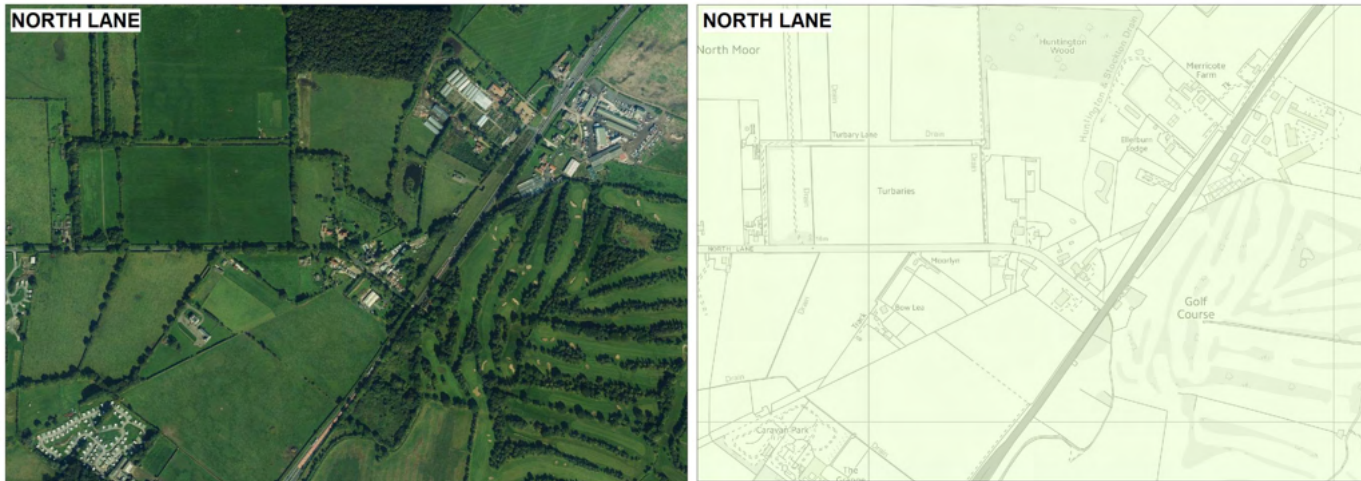 NORTH LANE
NORTH LANE
North Moor
Huntington
Wood
Huntington & Stockton Drain
Merricote
Farm
Drain
Turbary Lane
Drain
Ellerburn
Lodge
Drain
Drain
Turbaries
NORTH LANE
Moorlyn
Drain
Bow Lea
Track
Golf
Course
Drain
Caravan Park
Drain
The